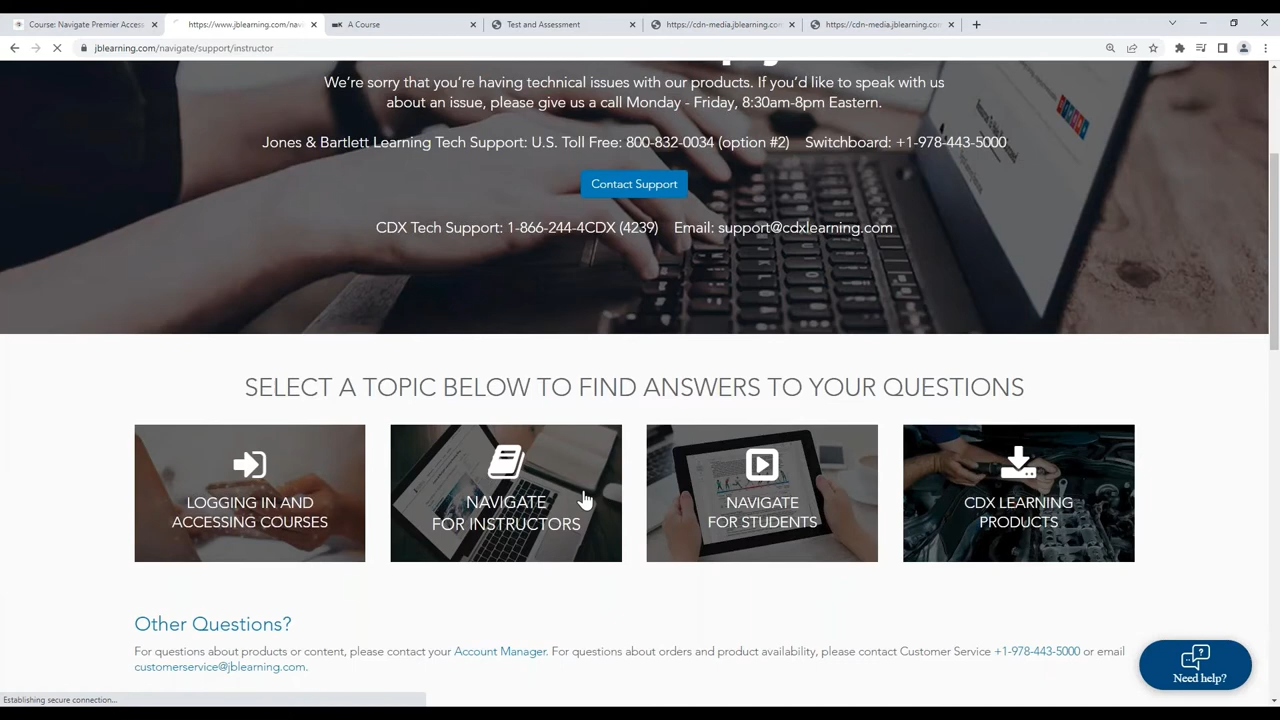 Course: Navigate Premier Access
https://www.jblearning.com/navi
A Course
Test and Assessment
https://cdn-media.jblearning.com
https://cdn-media.jblearning.com
jblearning.com/navigate/support/instructor
We're sorry that you're having technical issues with our products. If you'd like to speak with us
about an issue, please give us a call Monday - Friday, 8:30am-8pm Eastern.
Jones & Bartlett Learning Tech Support: U.S. Toll Free: 800-832-0034 (option #2) Switchboard: +1-978-443-5000
Contact Support
CDX Tech Support: 1-866-244-4CDX (4239) Email: support@cdxlearning.com
SELECT A TOPIC BELOW TO FIND ANSWERS TO YOUR QUESTIONS
LOGGING IN AND
ACCESSING COURSES
NAVIGATE
FOR INSTRUCTORS
NAVIGATE
FOR STUDENTS
CDX LEARNING
PRODUCTS
Other Questions?
For questions about products or content, please contact your Account Manager. For questions about orders and product availability, please contact Customer Service +1-978-443-5000 or email
customerservice@jblearning.com.
Need help?
Establishing secure connection...